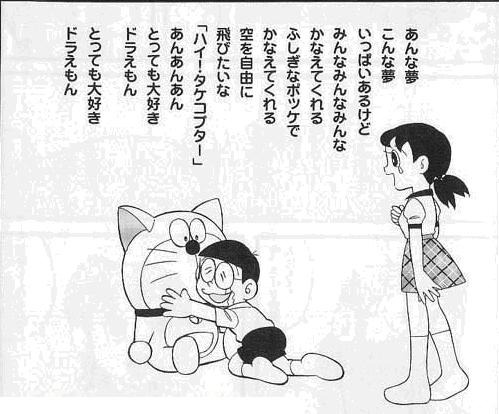 あんな夢
こんな夢
いっぱいあるけど
みんなみんなみんな
かなえてくれる
ふしぎなポッケで
かなえてくれる
空を自由に
飛びたいな
「ハイ！タケコプター」
あんあんあん
とっても大好き
ドラえもん
とっても大好き
ドラえもん